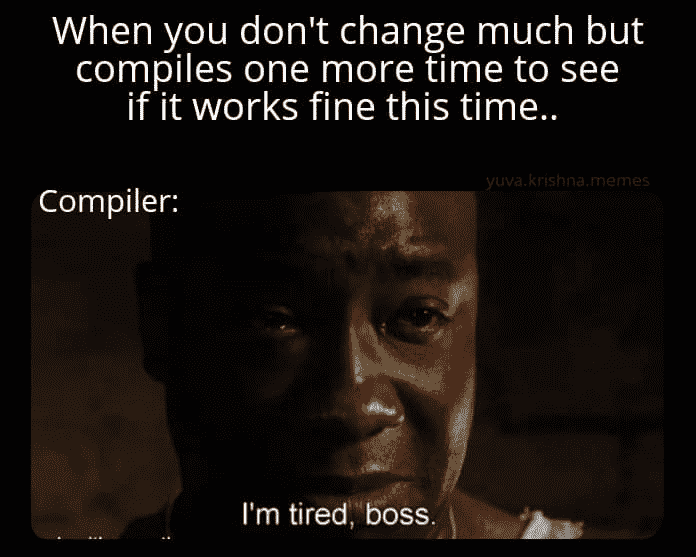 When you don't change much but
compiles one more time to see
if it works fine this time..
yuva.krishna.memes
Compiler:
I'm tired, boss.